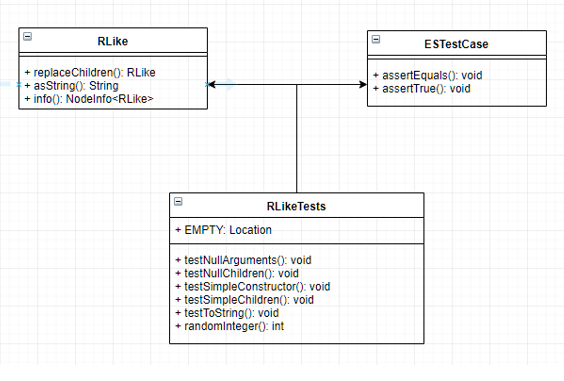 RLike
+ replaceChildren(): RLike
+ asString(): String
+ info(): NodeInfo<RLike>
ESTestCase
+ assertEquals(): void
+ assertTrue(): void
RLikeTests
+ EMPTY: Location
+ testNullArguments(): void
+ testNullChildren(): void
+ testSimpleConstructor(): void
+ testSimpleChildren(): void
+ testToString(): void
+ randomInteger(): int